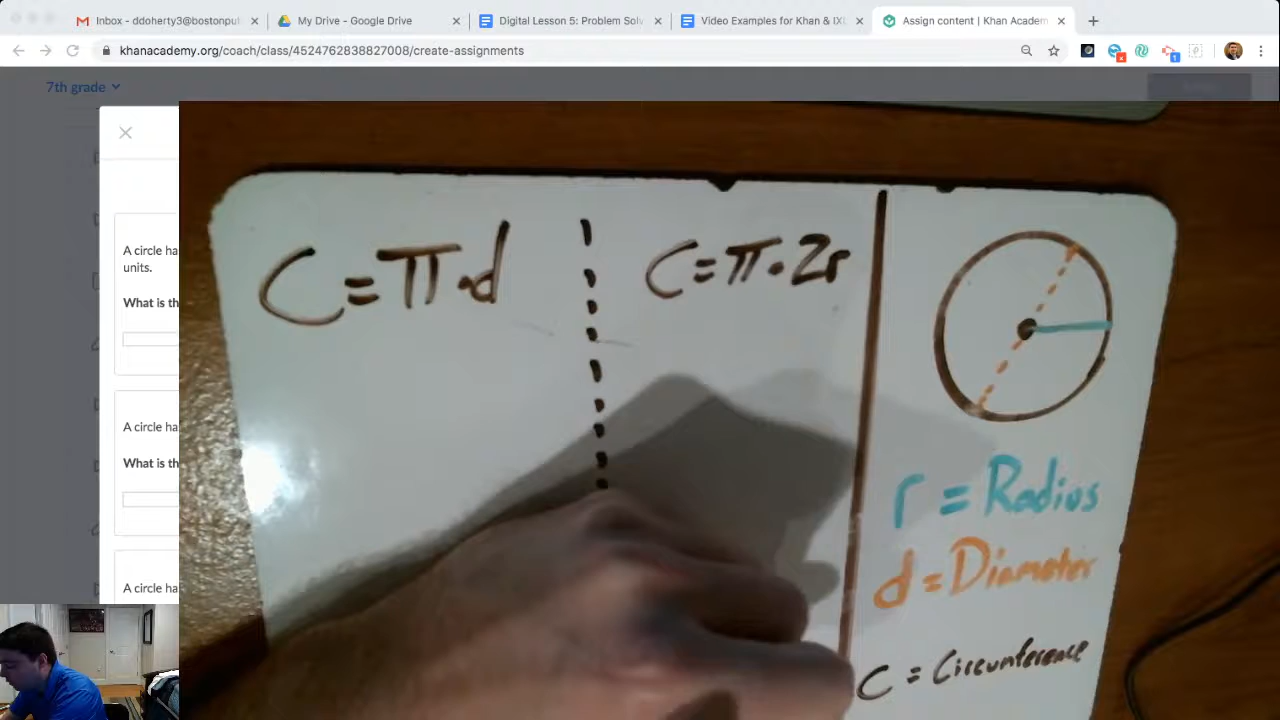 Inbox - ddoherty3@bostonpu
My Drive - Google Drive
Digital Lesson 5: Problem Solv
Video Examples for Khan & IXL
Assign content | Khan Academ
khanacademy.org/coach/class/4524762838827008/create-assignments
7th grade
A circle ha
units.
What is th
A circle ha
What is th
A circle ha
C=π·d
C=π·2r
r = Radius
d = Diameter
C = Circumference